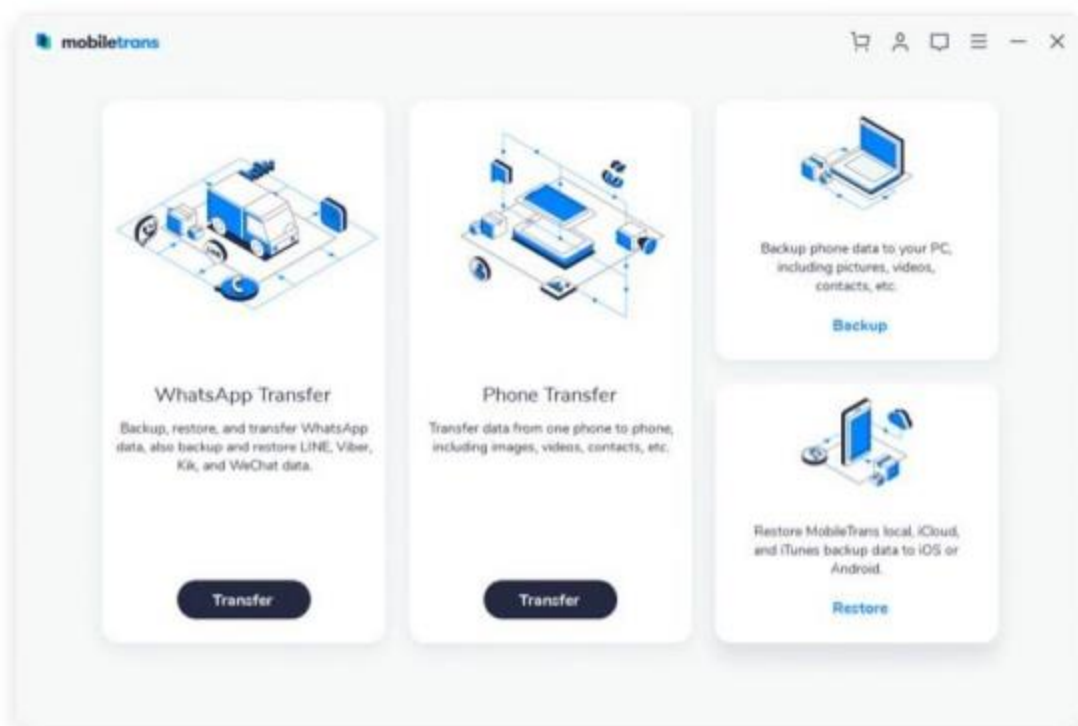 mobiletrans
WhatsApp Transfer
Backup, restore, and transfer WhatsApp
data, also backup and restore LINE, Viber,
Kik, and WeChat data.
Transfer
Phone Transfer
Transfer data from one phone to phone,
including images, videos, contacts, etc.
Transfer
Backup phone data to your PC,
including pictures, videos,
contacts, etc.
Backup
Restore MobileTrans local, iCloud,
and iTunes backup data to iOS or
Android.
Restore